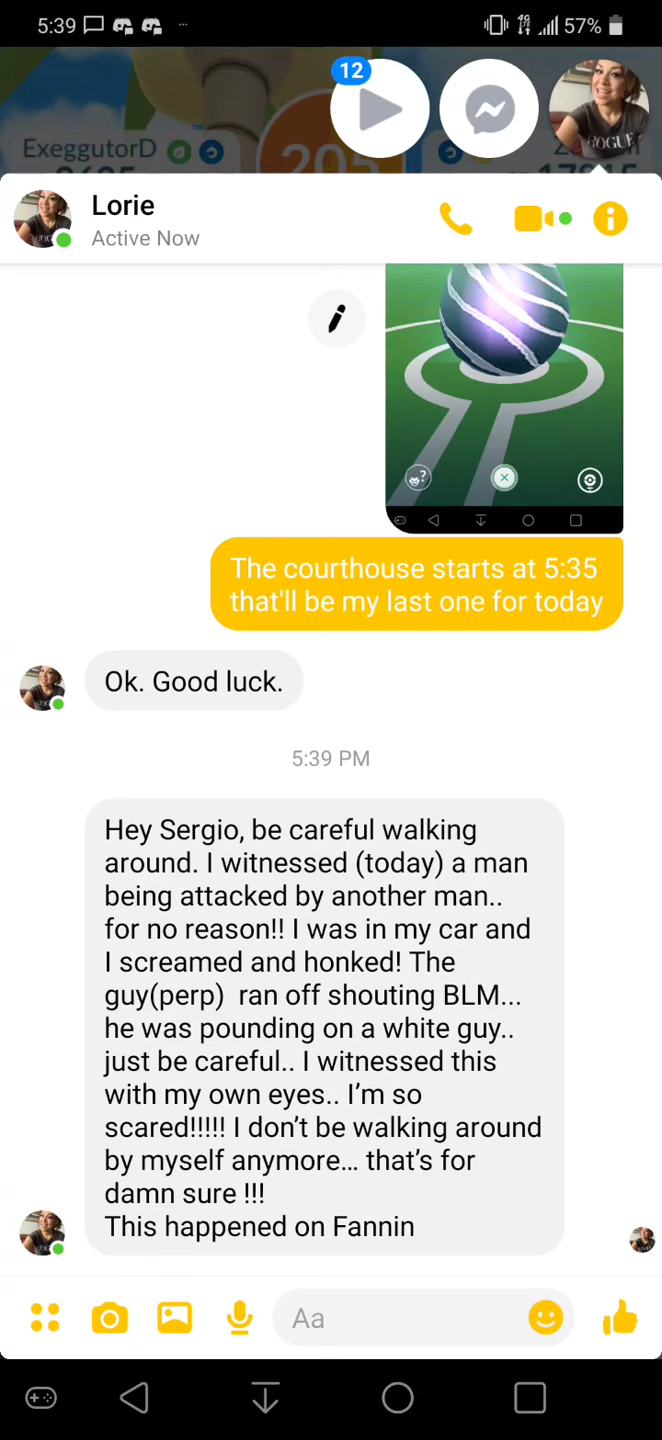 5:39 ... 57%
12
ROGUE
ExeggutorD
205
Lorie
Active Now
The courthouse starts at 5:35
that'll be my last one for today
Ok. Good luck.
5:39 PM
Hey Sergio, be careful walking
around. I witnessed (today) a man
being attacked by another man..
for no reason!! I was in my car and
I screamed and honked! The
guy(perp)  ran off shouting BLM...
he was pounding on a white guy..
just be careful.. I witnessed this
with my own eyes.. I’m so
scared!!!!! I don’t be walking around
by myself anymore… that’s for
damn sure !!!
This happened on Fannin
Aa